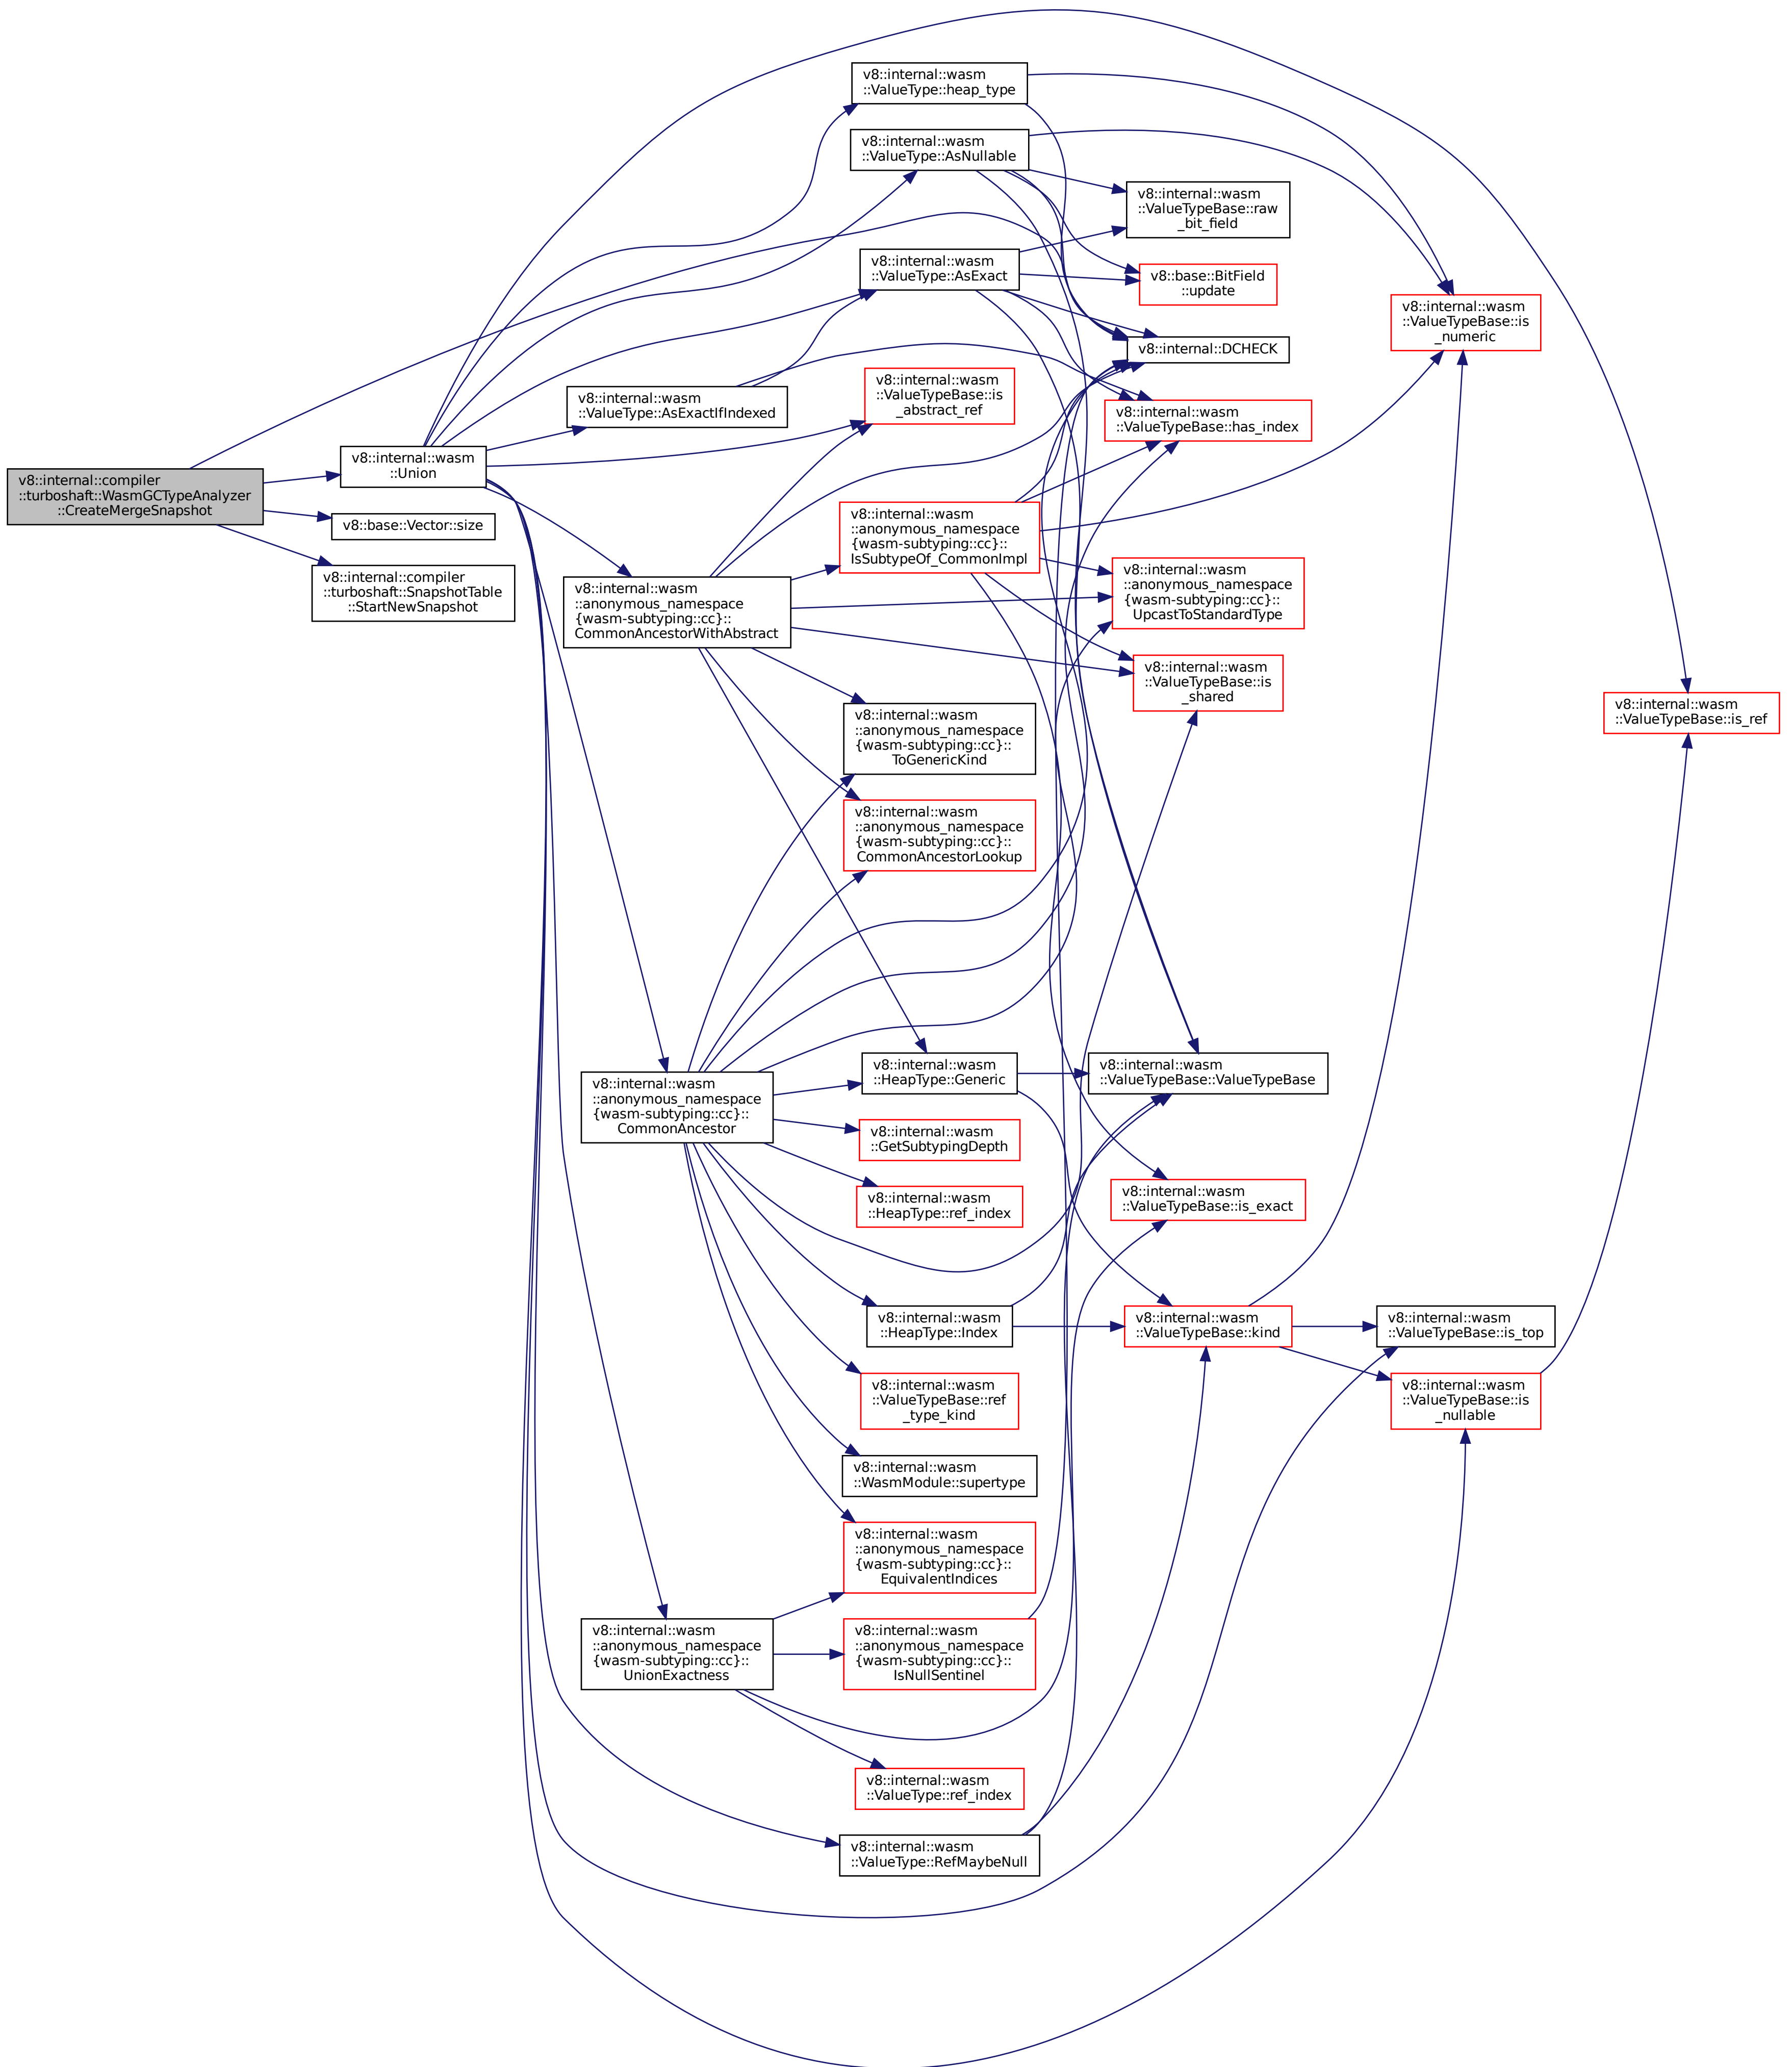 v8::internal::compiler
::turboshaft::WasmGCTypeAnalyzer
::CreateMergeSnapshot
v8::internal::wasm
::Union
v8::base::Vector::size
v8::internal::compiler
::turboshaft::SnapshotTable
::StartNewSnapshot
v8::internal::wasm
::ValueType::AsExactIfIndexed
v8::internal::wasm
::anonymous_namespace
{wasm-subtyping::cc}::
CommonAncestorWithAbstract
v8::internal::wasm
::anonymous_namespace
{wasm-subtyping::cc}::
CommonAncestor
v8::internal::wasm
::anonymous_namespace
{wasm-subtyping::cc}::
UnionExactness
v8::internal::wasm
::ValueType::heap_type
v8::internal::wasm
::ValueType::AsNullable
v8::internal::wasm
::ValueType::AsExact
v8::internal::wasm
::ValueTypeBase::is
_abstract_ref
v8::internal::wasm
::anonymous_namespace
{wasm-subtyping::cc}::
IsSubtypeOf_CommonImpl
v8::internal::wasm
::anonymous_namespace
{wasm-subtyping::cc}::
ToGenericKind
v8::internal::wasm
::anonymous_namespace
{wasm-subtyping::cc}::
CommonAncestorLookup
v8::internal::wasm
::HeapType::Generic
v8::internal::wasm
::GetSubtypingDepth
v8::internal::wasm
::HeapType::ref_index
v8::internal::wasm
::HeapType::Index
v8::internal::wasm
::ValueTypeBase::ref
_type_kind
v8::internal::wasm
::WasmModule::supertype
v8::internal::wasm
::anonymous_namespace
{wasm-subtyping::cc}::
EquivalentIndices
v8::internal::wasm
::anonymous_namespace
{wasm-subtyping::cc}::
IsNullSentinel
v8::internal::wasm
::ValueType::ref_index
v8::internal::wasm
::ValueType::RefMaybeNull
v8::internal::wasm
::ValueTypeBase::raw
_bit_field
v8::base::BitField
::update
v8::internal::DCHECK
v8::internal::wasm
::ValueTypeBase::has_index
v8::internal::wasm
::anonymous_namespace
{wasm-subtyping::cc}::
UpcastToStandardType
v8::internal::wasm
::ValueTypeBase::is
_shared
v8::internal::wasm
::ValueTypeBase::ValueTypeBase
v8::internal::wasm
::ValueTypeBase::is_exact
v8::internal::wasm
::ValueTypeBase::kind
v8::internal::wasm
::ValueTypeBase::is
_numeric
v8::internal::wasm
::ValueTypeBase::is_top
v8::internal::wasm
::ValueTypeBase::is
_nullable
v8::internal::wasm
::ValueTypeBase::is_ref